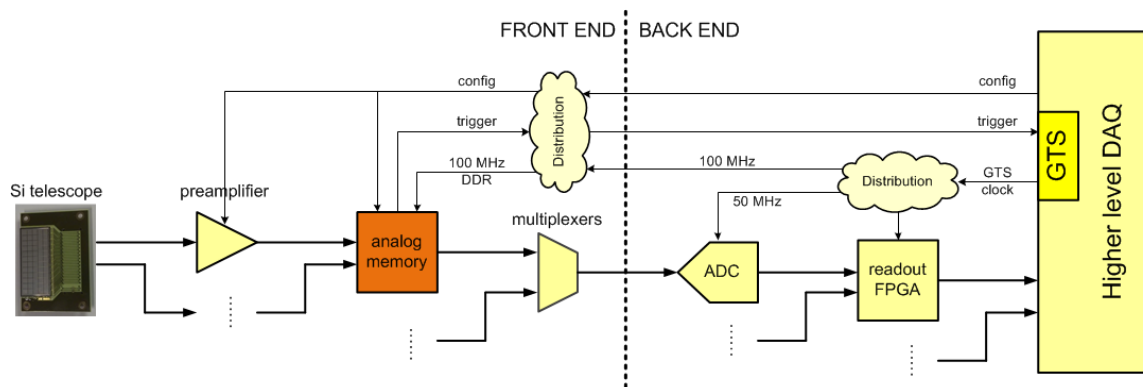 FRONT END
BACK END
config
config
Distribution
trigger
trigger
100 MHz
DDR
100 MHz
GTS
clock
Distribution
50 MHz
GTS
Higher level DAQ
Si telescope
preamplifier
multiplexers
analog
memory
ADC
readout
FPGA